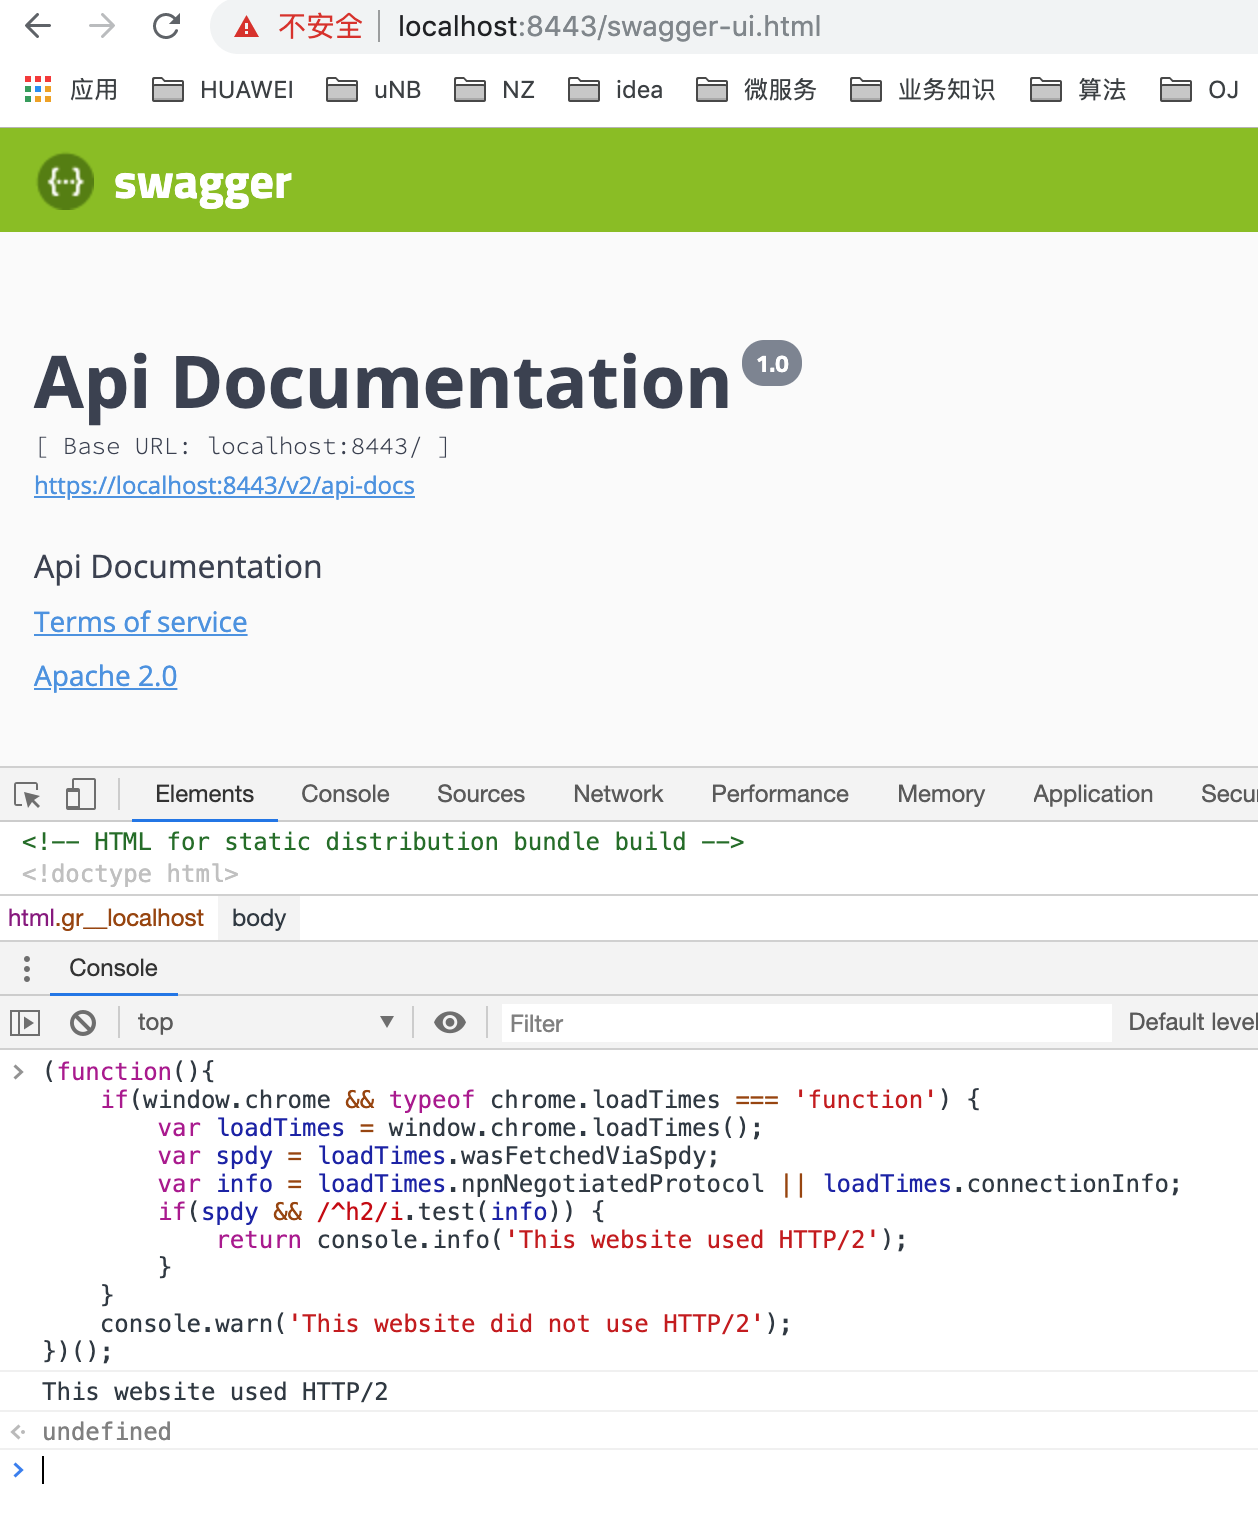 不安全 localhost:8443/swagger-ui.html
应用 HUAWEI uNB NZ idea 微服务 业务知识 算法 OJ
{...} swagger
Api Documentation 1.0
[ Base URL: localhost:8443/ ]
https://localhost:8443/v2/api-docs
Api Documentation
Terms of service
Apache 2.0
Elements Console Sources Network Performance Memory Application Secu
<!-- HTML for static distribution bundle build -->
<!doctype html>
html.gr__localhost body
Console
top Filter Default level
(function(){
    if(window.chrome && typeof chrome.loadTimes === 'function') {
        var loadTimes = window.chrome.loadTimes();
        var spdy = loadTimes.wasFetchedViaSpdy;
        var info = loadTimes.npnNegotiatedProtocol || loadTimes.connectionInfo;
        if(spdy && /^h2/i.test(info)) {
            return console.info('This website used HTTP/2');
        }
    }
    console.warn('This website did not use HTTP/2');
})();
This website used HTTP/2
undefined